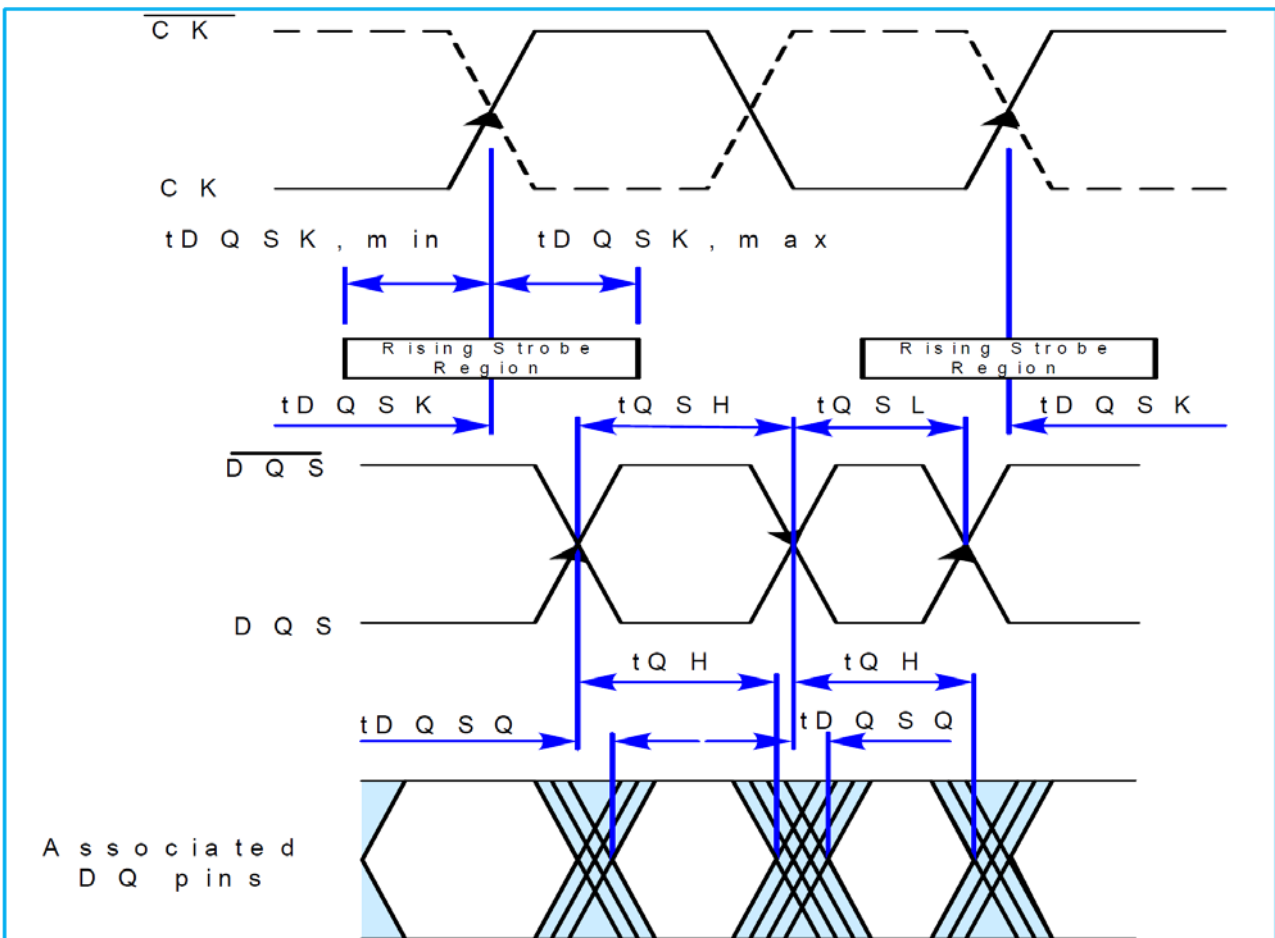 CK
CK
tDQSK, min tDQSK, max
Rising Strobe Region
Rising Strobe Region
tDQSK tQSH tQSL tDQSK
DQS
DQS
tQH tQH
tDQSQ tDQSQ
Associated
DQ pins